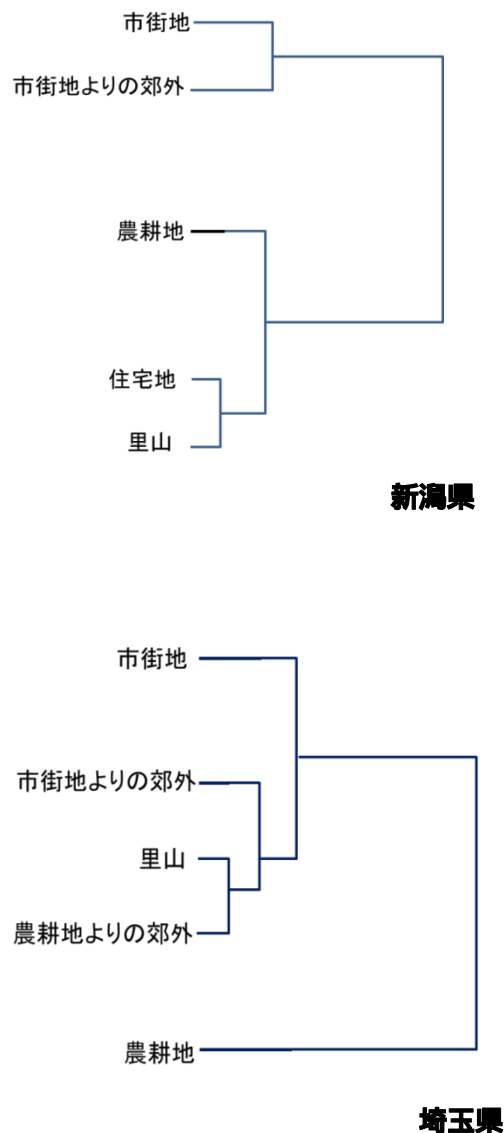 市街地
市街地よりの郊外
農耕地
住宅地
里山
新潟県
市街地
市街地よりの郊外
里山
農耕地よりの郊外
農耕地
埼玉県